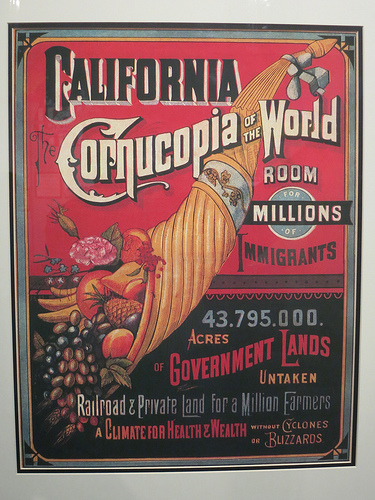 CALIFORNIA
The
Cornucopia OF THE World
ROOM
FOR
MILLIONS
OF
IMMIGRANTS
43.795.000.
ACRES
OF GOVERNMENT LANDS
UNTAKEN
Railroad & Private Land for a Million Farmers
A CLIMATE FOR HEALTH & WEALTH WITHOUT CYCLONES
OR BLIZZARDS